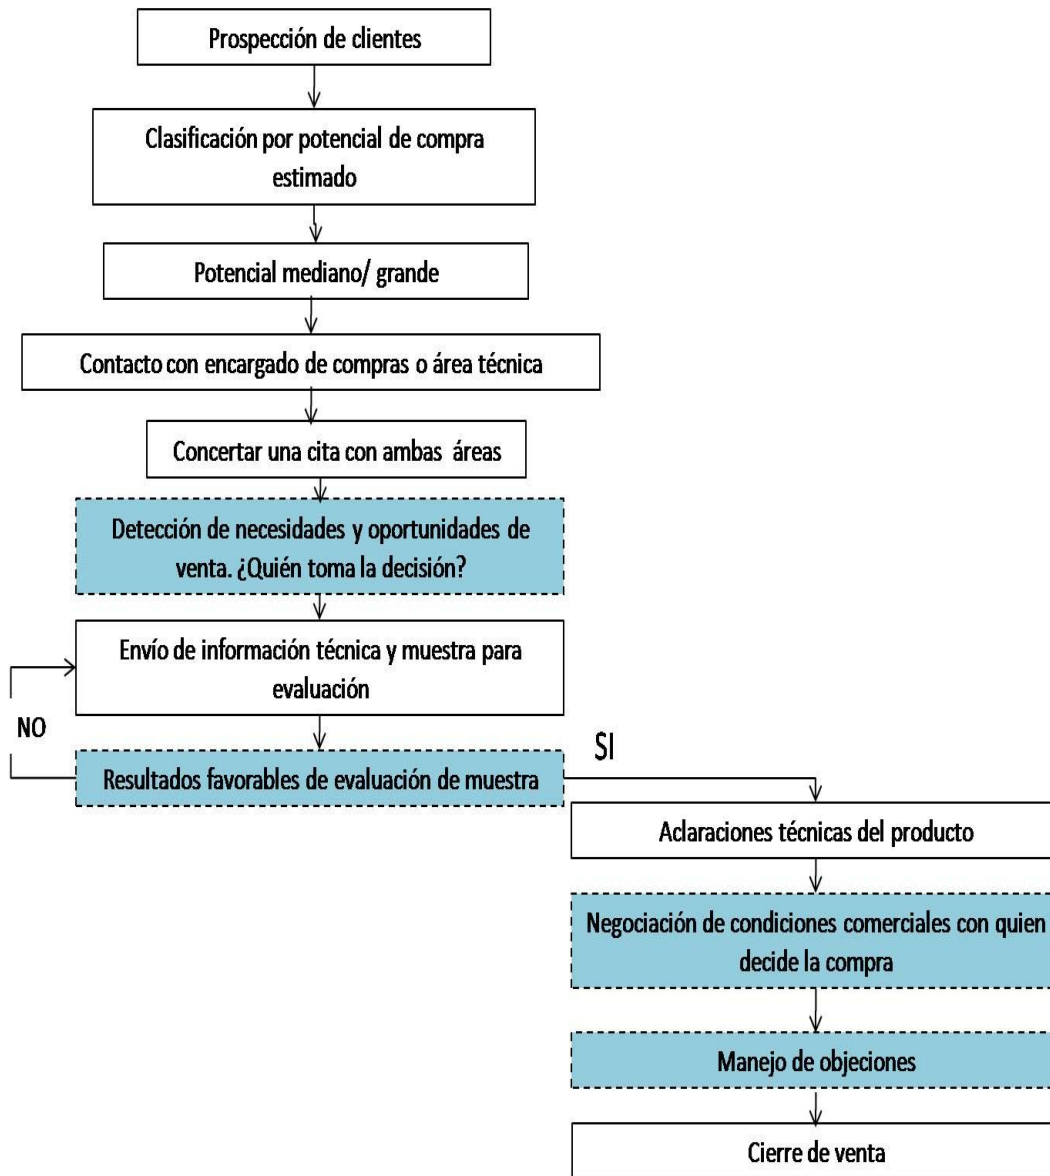 Prospección de clientes
Clasificación por potencial de compra
estimado
Potencial mediano/ grande
Contacto con encargado de compras o área técnica
Concertar una cita con ambas áreas
Detección de necesidades y oportunidades de
venta. ¿Quién toma la decisión?
Envío de información técnica y muestra para
evaluación
NO
Resultados favorables de evaluación de muestra
SI
Aclaraciones técnicas del producto
Negociación de condiciones comerciales con quien
decide la compra
Manejo de objeciones
Cierre de venta